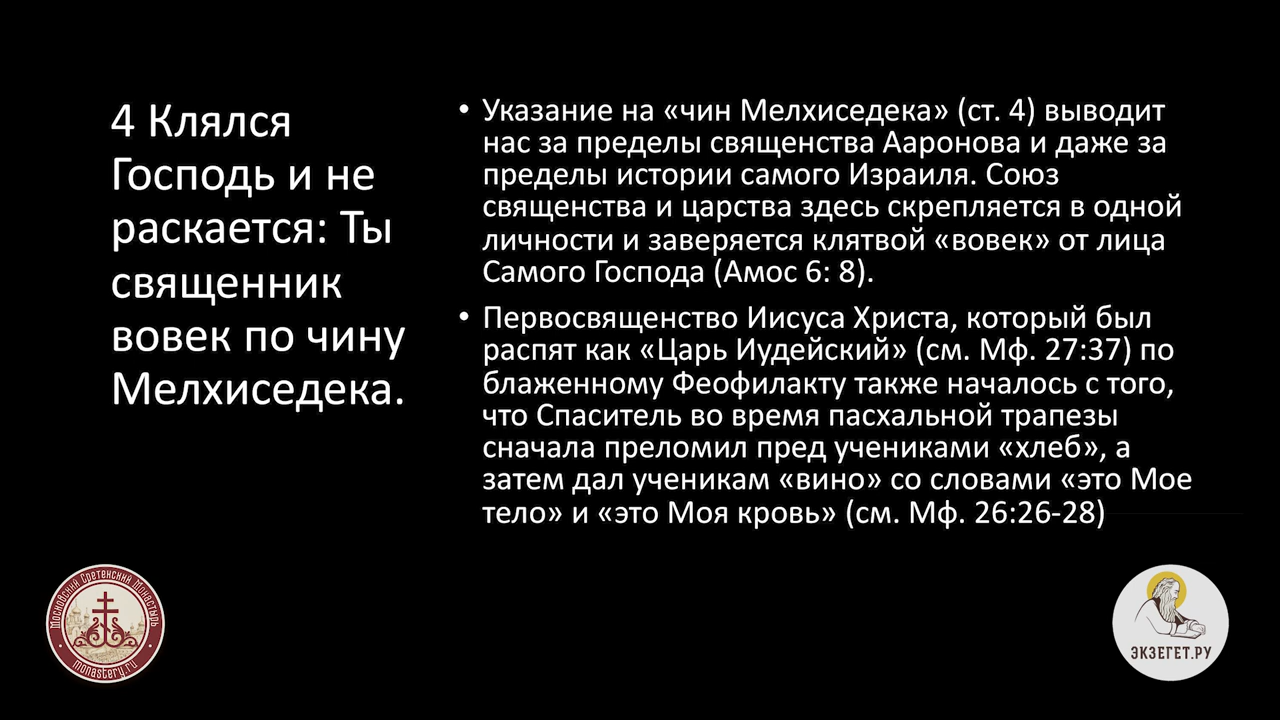 4 Клялся
Господь и не
раскается: Ты
священник
вовек по чину
Мелхиседека.
• Указание на «чин Мелхиседека» (ст. 4) выводит
нас за пределы священства Ааронова и даже за
пределы истории самого Израиля. Союз
священства и царства здесь скрепляется в одной
личности и заверяется клятвой «вовек» от лица
Самого Господа (Амос 6: 8).
• Первосвященство Иисуса Христа, который был
распят как «Царь Иудейский» (см. Мф. 27:37) по
блаженному Феофилакту также началось с того,
что Спаситель во время пасхальной трапезы
сначала преломил пред учениками «хлеб», а
затем дал ученикам «вино» со словами «это Мое
тело» и «это Моя кровь» (см. Мф. 26:26-28)
Московский Сретенский Монастырь
monastery.ru
ЭКЗЕГЕТ.РУ